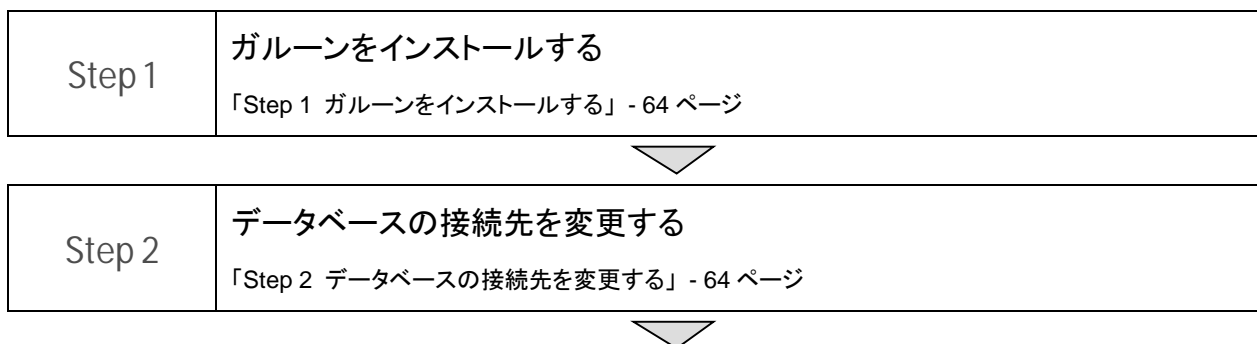 Step 1
ガルーンをインストールする
「Step 1 ガルーンをインストールする」 - 64 ページ
Step 2
データベースの接続先を変更する
「Step 2 データベースの接続先を変更する」 - 64 ページ